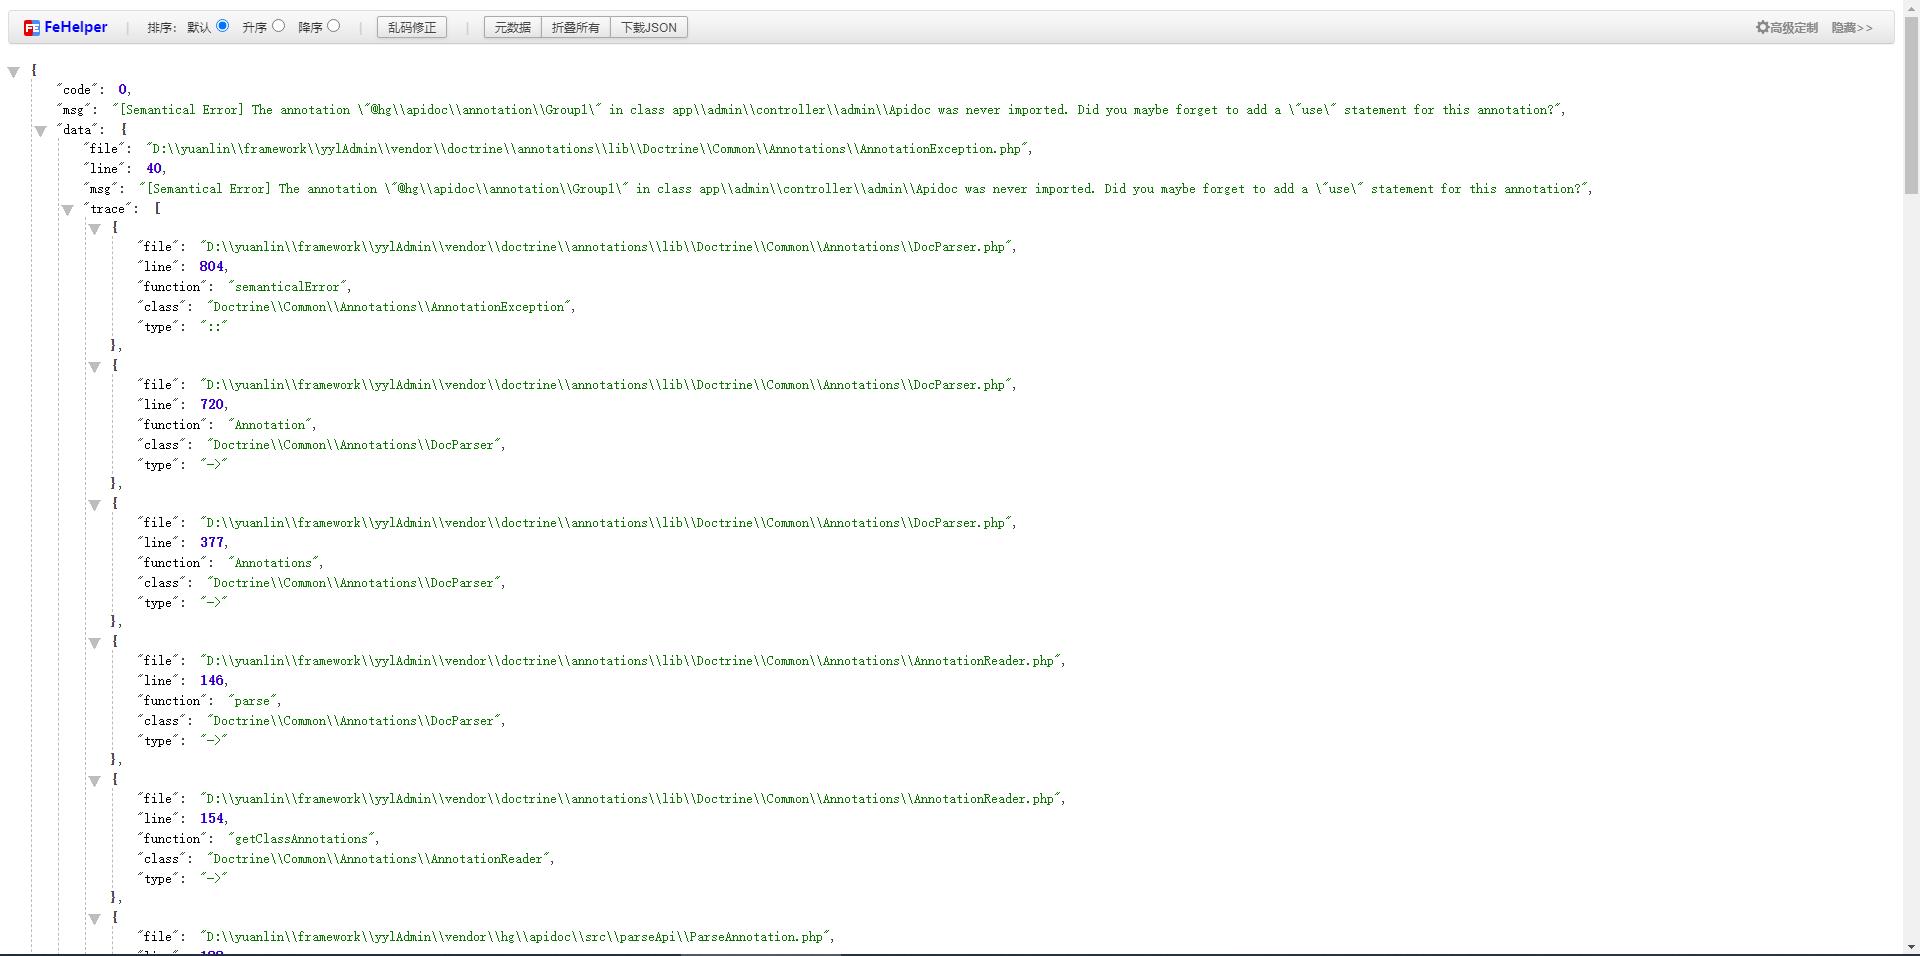 FeHelper | 排序: 默认 升序 降序 | 乱码修正 | 元数据 折叠所有 下载JSON 高级定制 隐藏>>
{
"code": 0,
"msg": "[Semantical Error] The annotation \"@hg\\apidoc\\annotation\\Group1\" in class app\\admin\\controller\\admin\\Apidoc was never imported. Did you maybe forget to add a \"use\" statement for this annotation?",
"data": {
"file": "D:\\yuanlin\\framework\\yylAdmin\\vendor\\doctrine\\annotations\\lib\\Doctrine\\Common\\Annotations\\AnnotationException.php",
"line": 40,
"msg": "[Semantical Error] The annotation \"@hg\\apidoc\\annotation\\Group1\" in class app\\admin\\controller\\admin\\Apidoc was never imported. Did you maybe forget to add a \"use\" statement for this annotation?",
"trace": [
{
"file": "D:\\yuanlin\\framework\\yylAdmin\\vendor\\doctrine\\annotations\\lib\\Doctrine\\Common\\Annotations\\DocParser.php",
"line": 804,
"function": "semanticalError",
"class": "Doctrine\\Common\\Annotations\\AnnotationException",
"type": "::"
},
{
"file": "D:\\yuanlin\\framework\\yylAdmin\\vendor\\doctrine\\annotations\\lib\\Doctrine\\Common\\Annotations\\DocParser.php",
"line": 720,
"function": "Annotation",
"class": "Doctrine\\Common\\Annotations\\DocParser",
"type": "->"
},
{
"file": "D:\\yuanlin\\framework\\yylAdmin\\vendor\\doctrine\\annotations\\lib\\Doctrine\\Common\\Annotations\\DocParser.php",
"line": 377,
"function": "Annotations",
"class": "Doctrine\\Common\\Annotations\\DocParser",
"type": "->"
},
{
"file": "D:\\yuanlin\\framework\\yylAdmin\\vendor\\doctrine\\annotations\\lib\\Doctrine\\Common\\Annotations\\AnnotationReader.php",
"line": 146,
"function": "parse",
"class": "Doctrine\\Common\\Annotations\\DocParser",
"type": "->"
},
{
"file": "D:\\yuanlin\\framework\\yylAdmin\\vendor\\doctrine\\annotations\\lib\\Doctrine\\Common\\Annotations\\AnnotationReader.php",
"line": 154,
"function": "getClassAnnotations",
"class": "Doctrine\\Common\\Annotations\\AnnotationReader",
"type": "->"
},
{
"file": "D:\\yuanlin\\framework\\yylAdmin\\vendor\\hg\\apidoc\\src\\parseApi\\ParseAnnotation.php",